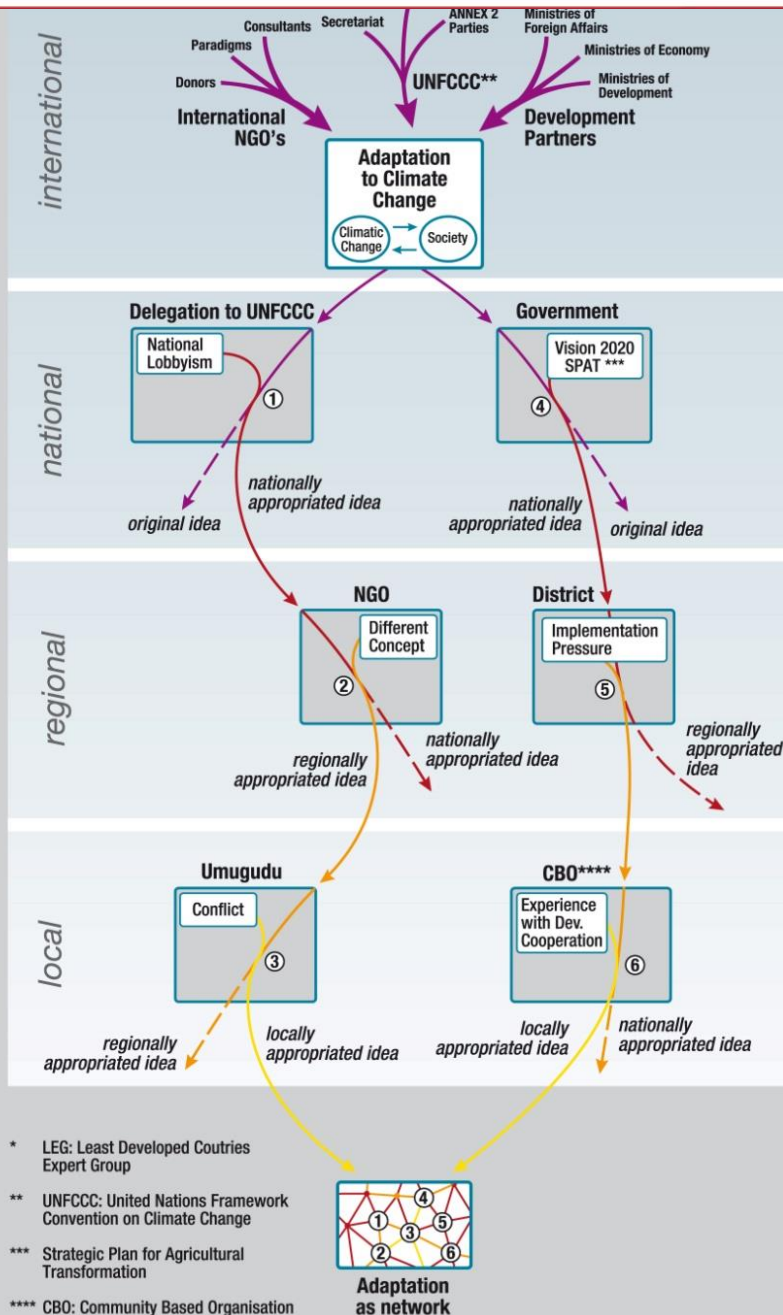 international
Consultants
Secretariat
ANNEX 2
Parties
Ministries of
Foreign Affairs
Paradigms
Ministries of Economy
Donors
UNFCCC**
Ministries of
Development
International
NGO's
Development
Partners
Adaptation
to Climate
Change
Climatic
Change
Society
national
Delegation to UNFCCC
Government
National
Lobbyism
Vision 2020
SPAT ***
1
4
nationally
appropriated idea
original idea
nationally
appropriated idea
original idea
regional
NGO
District
Different
Concept
Implementation
Pressure
2
5
regionally
appropriated idea
nationally
appropriated idea
regionally
appropriated
idea
local
Umugudu
CBO****
Conflict
Experience
with Dev.
Cooperation
3
6
regionally
appropriated idea
locally
appropriated idea
locally
appropriated idea
nationally
appropriated idea
* LEG: Least Developed Coutries
Expert Group
** UNFCCC: United Nations Framework
Convention on Climate Change
*** Strategic Plan for Agricultural
Transformation
**** CBO: Community Based Organisation
4
1
5
3
2
6
Adaptation
as network